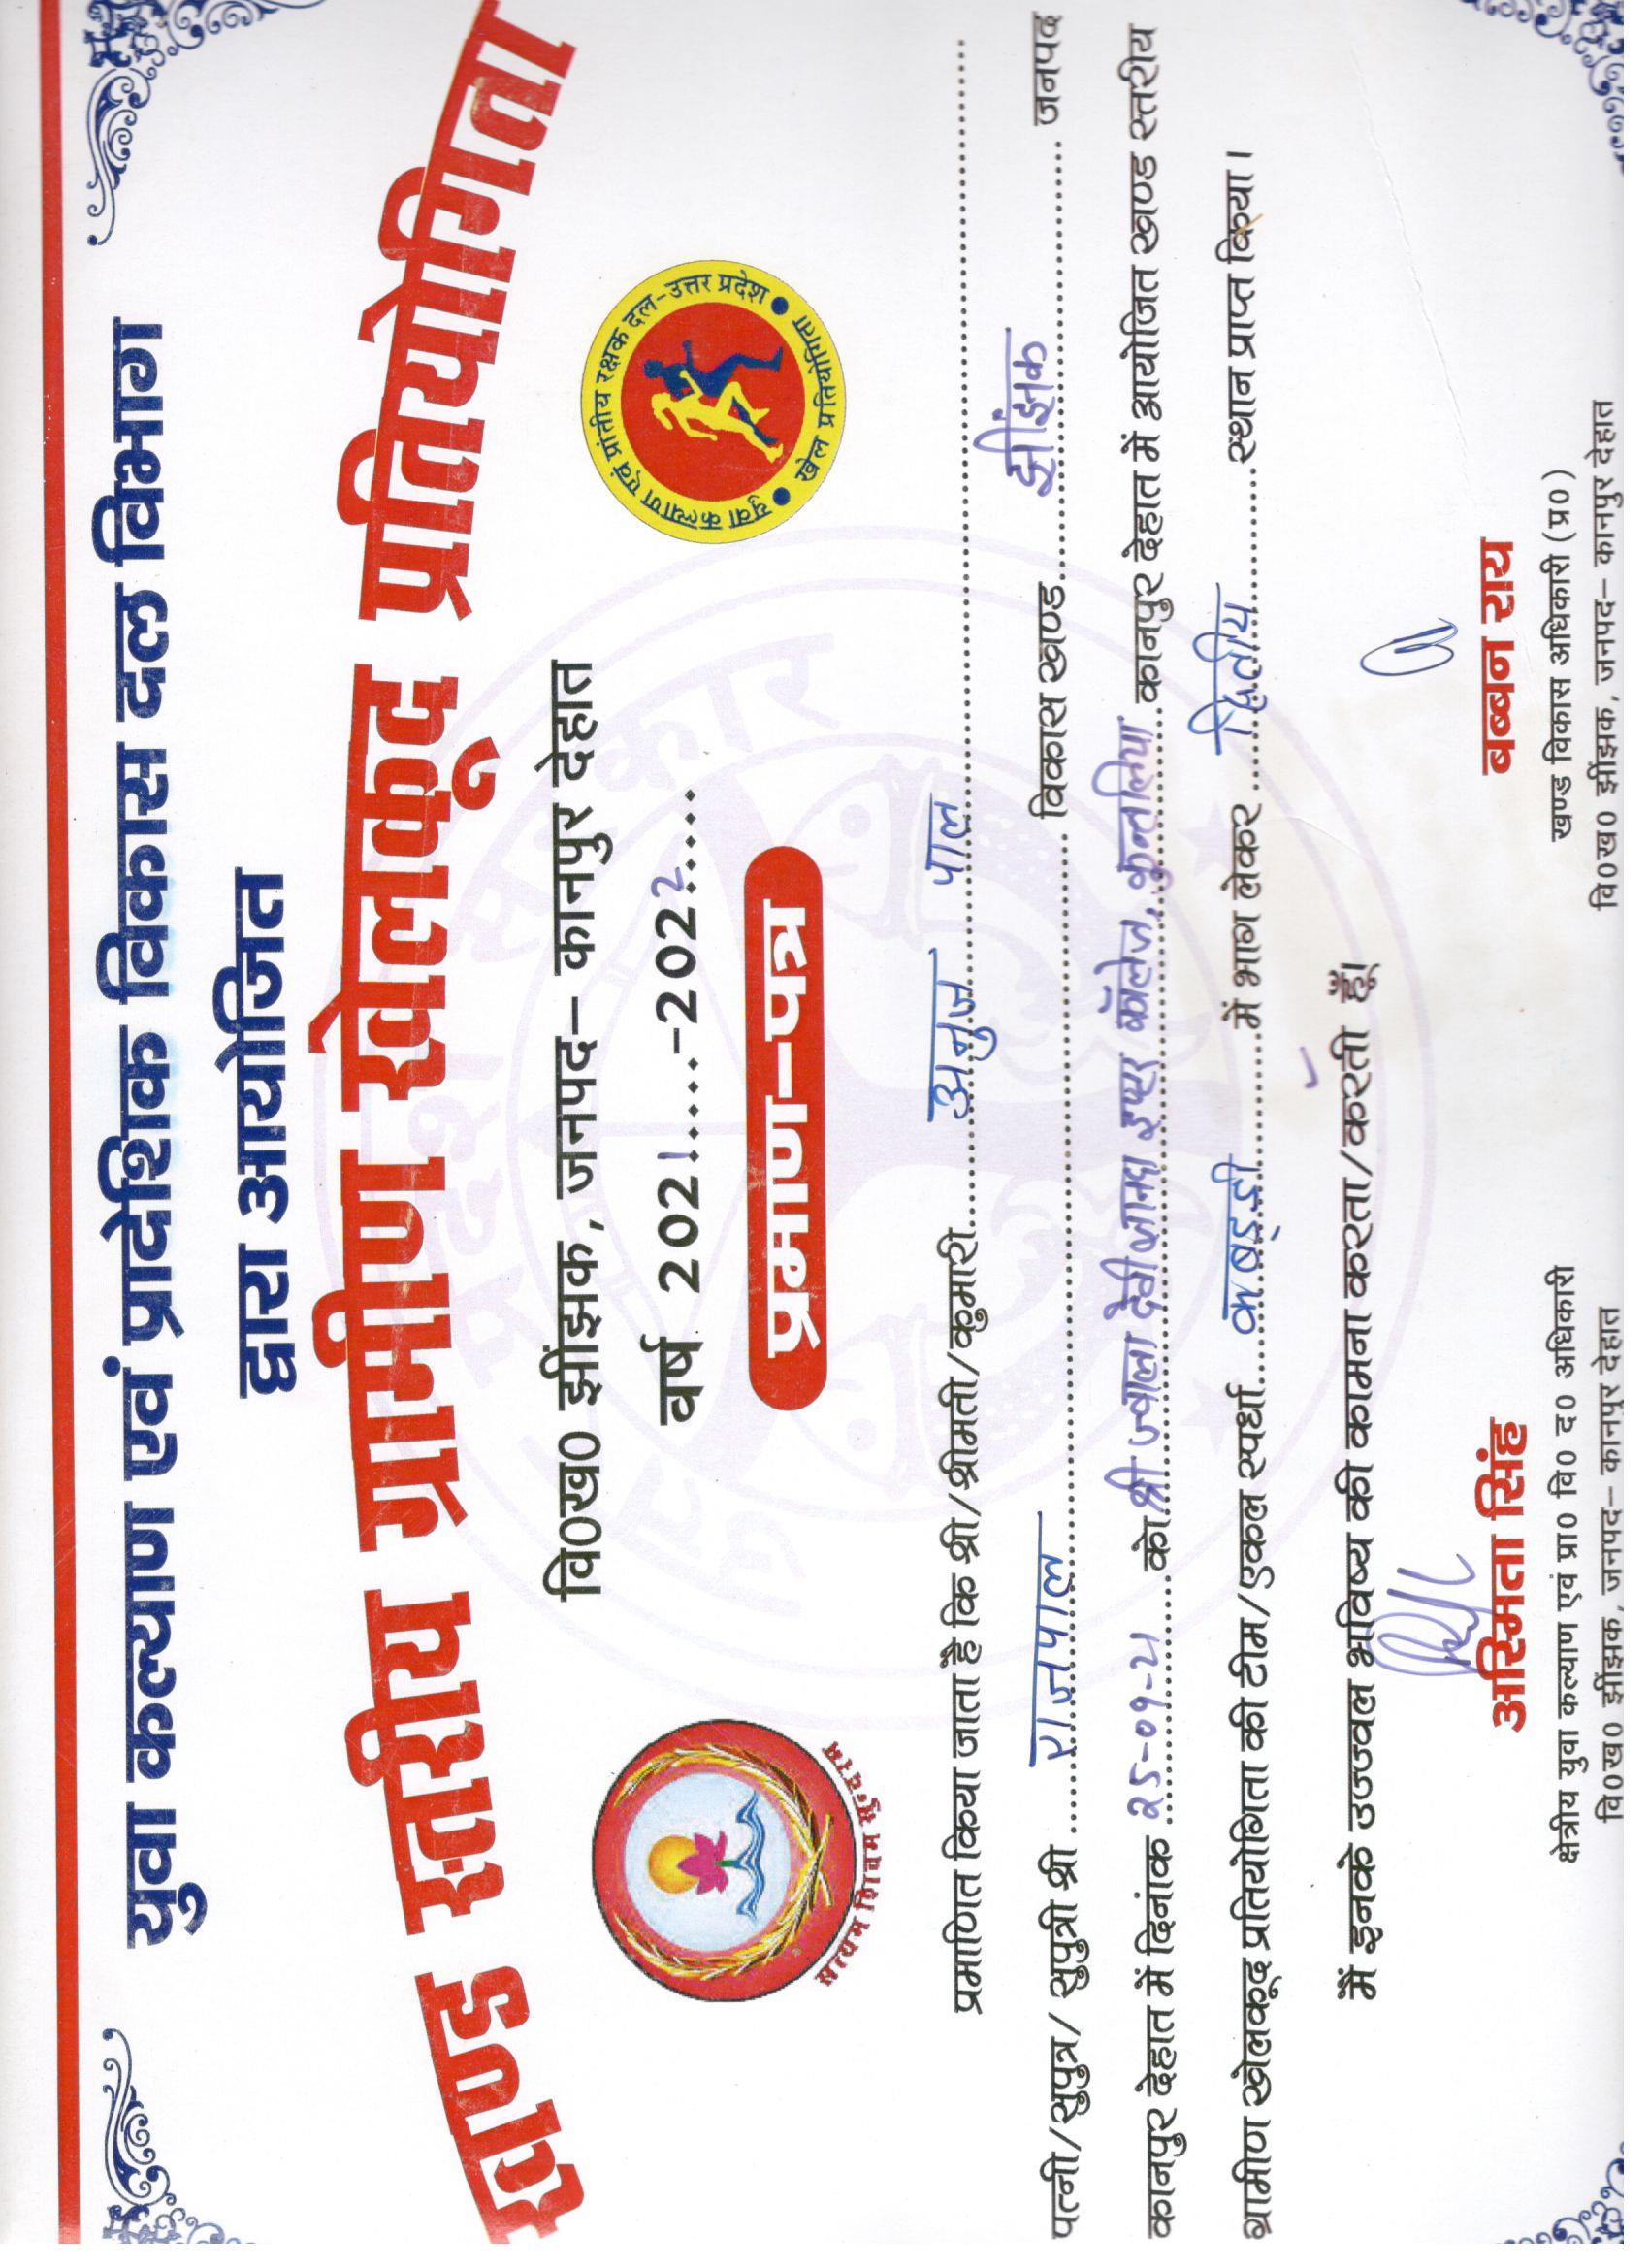 युवा कल्याण एवं प्रादेशिक विकास दल विभाग
द्वारा आयोजित
खण्ड स्तरीय ग्रामीण खेलकूद प्रतियोगिता
वि0ख0 झींझक, जनपद– कानपुर देहात
वर्ष 2021.....-2022.....
प्रमाण–पत्र
सत्यम शिवम सुन्दरम
युवा कल्याण एवं प्रांतीय रक्षक दल-उत्तर प्रदेश
खेल प्रतियोगिता
प्रमाणित किया जाता है कि श्री/श्रीमती/कुमारी अनुज पाल
पत्नी/सुपुत्र/ सुपुत्री श्री राजपाल विकास खण्ड झींझक जनपद
कानपुर देहात में दिनांक 25-09-21 को श्री ज्वाला देवी इण्टर कॉलेज, कानपुर देहात में आयोजित खण्ड स्तरीय
ग्रामीण खेलकूद प्रतियोगिता की टीम/एकल स्पर्धा कबड्डी में भाग लेकर द्वितीय स्थान प्राप्त किया।
मैं इनके उज्ज्वल भविष्य की कामना करता/करती हूँ।
अस्मिता सिंह
क्षेत्रीय युवा कल्याण एवं प्रा0 वि0 द0 अधिकारी
वि0ख0 झींझक, जनपद– कानपुर देहात
बब्बन राय
खण्ड विकास अधिकारी (प्र0)
वि0ख0 झींझक, जनपद– कानपुर देहात